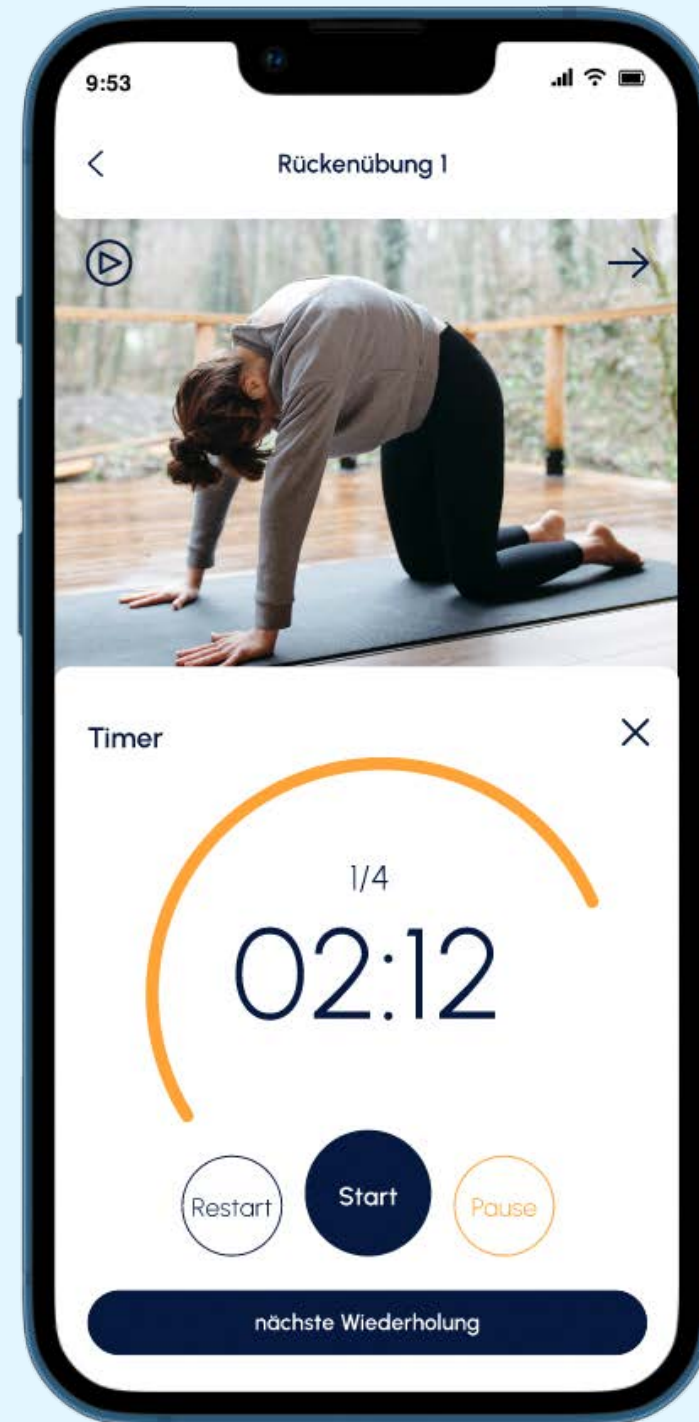 9:53
Rückenübung 1
Timer
1/4
02:12
Restart
Start
Pause
nächste Wiederholung